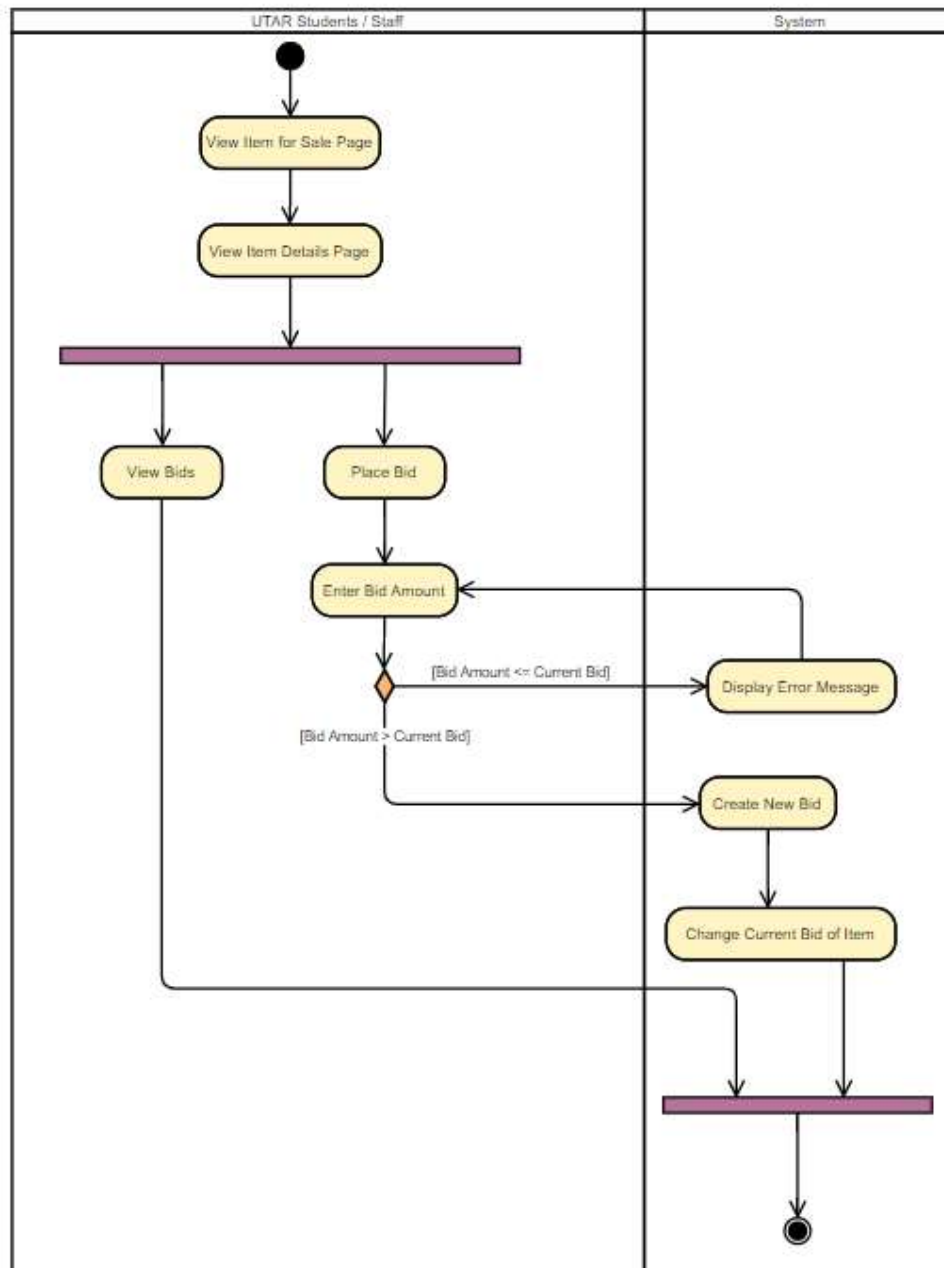 UTAR Students / Staff
System
View Item for Sale Page
View Item Details Page
View Bids
Place Bid
Enter Bid Amount
[Bid Amount <= Current Bid]
Display Error Message
[Bid Amount > Current Bid]
Create New Bid
Change Current Bid of Item